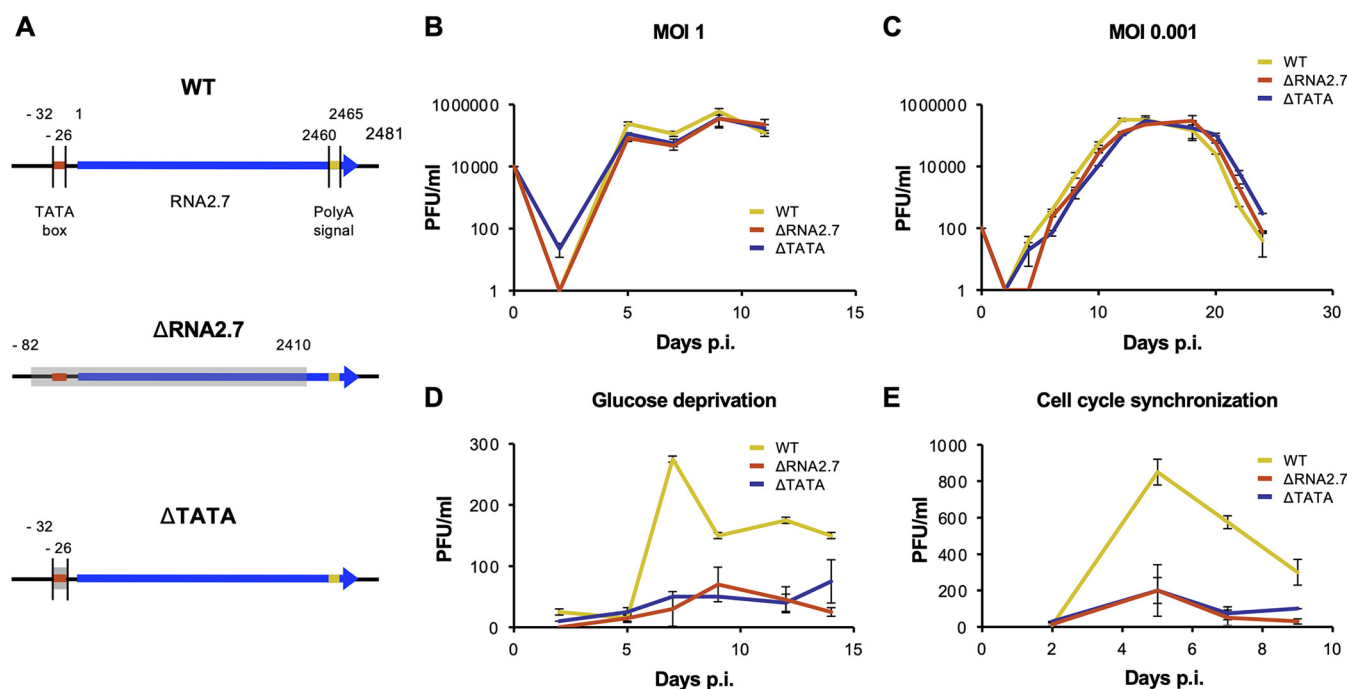 A
WT
- 32
1
2465
- 26
2460
2481
TATA
box
RNA2.7
PolyA
signal
ΔRNA2.7
- 82
2410
ΔTATA
- 32
- 26
B
MOI 1
PFU/ml
1000000
10000
100
1
0
5
10
15
Days p.i.
WT
ΔRNA2.7
ΔTATA
C
MOI 0.001
PFU/ml
1000000
10000
100
1
0
10
20
30
Days p.i.
WT
ΔRNA2.7
ΔTATA
D
Glucose deprivation
PFU/ml
300
200
100
0
0
5
10
15
Days p.i.
WT
ΔRNA2.7
ΔTATA
E
Cell cycle synchronization
PFU/ml
1000
800
600
400
200
0
0
2
4
6
8
10
Days p.i.
WT
ΔRNA2.7
ΔTATA